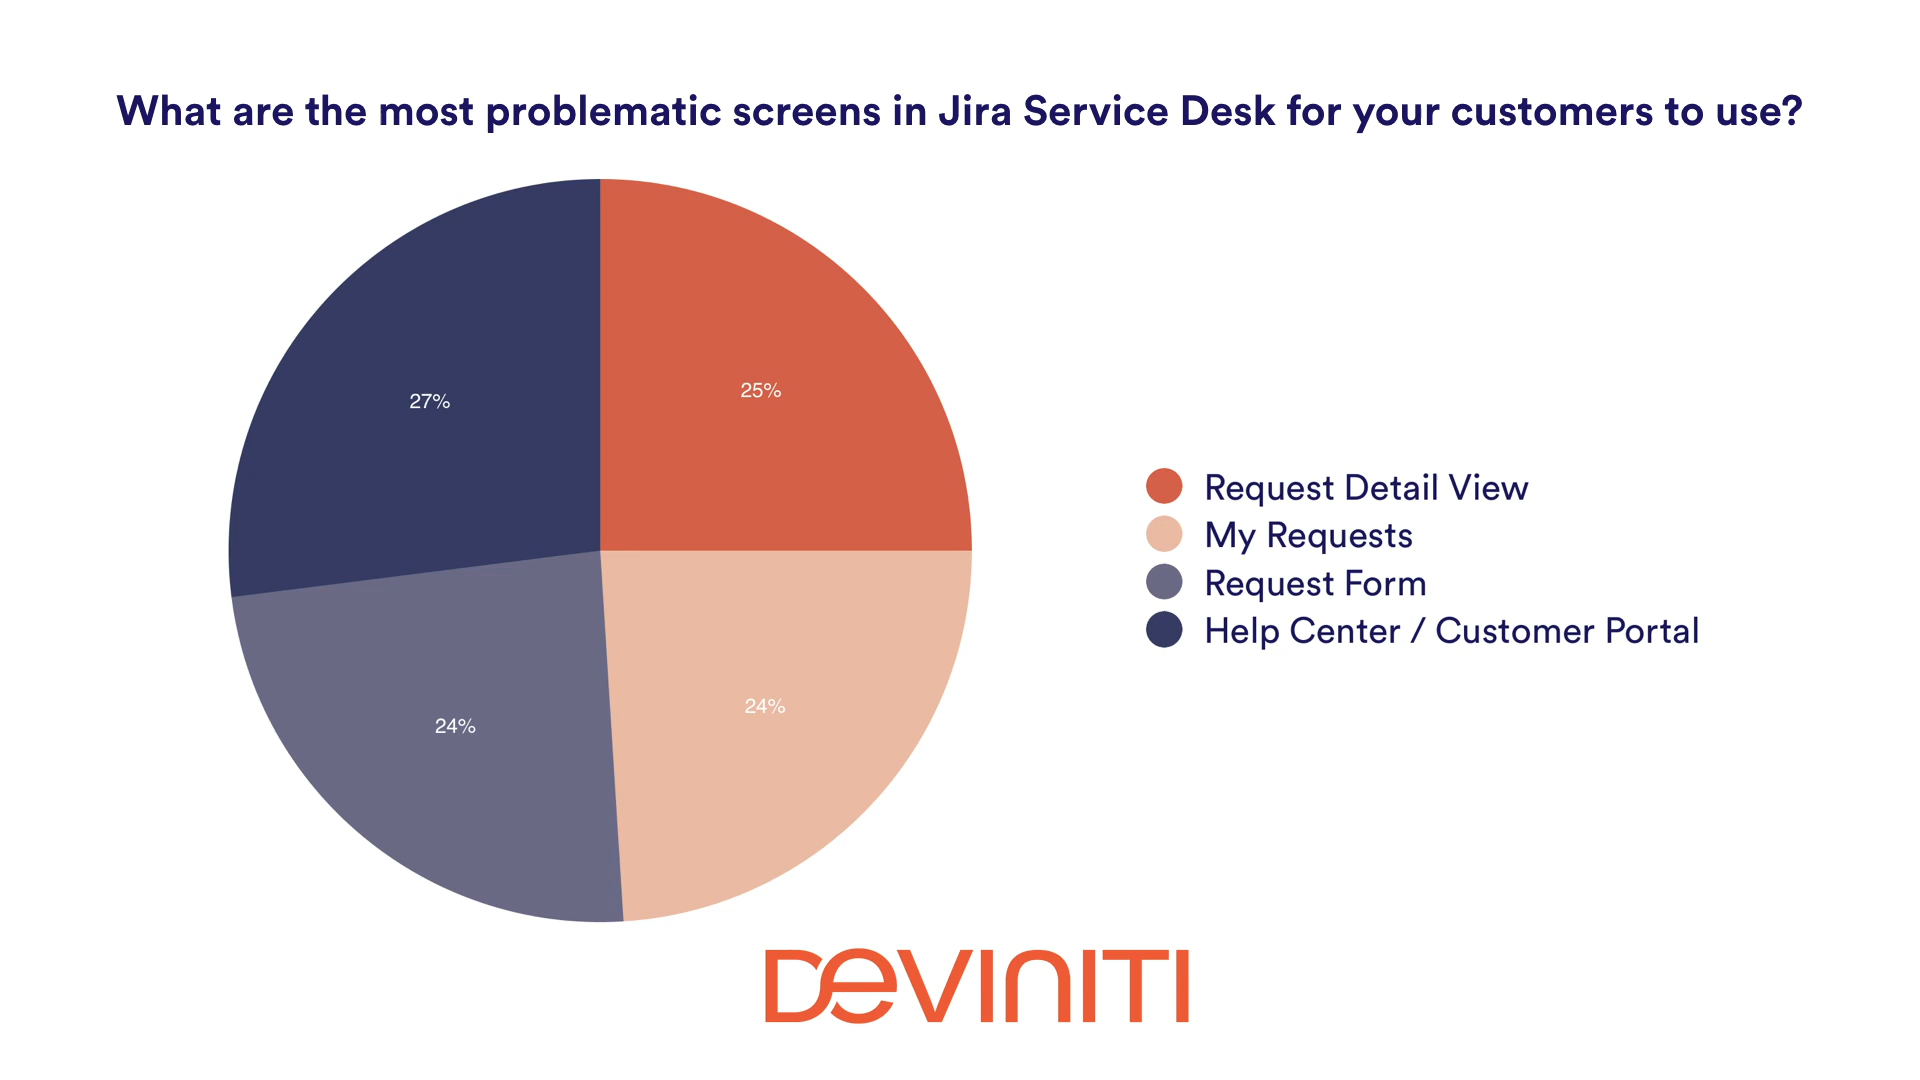 What are the most problematic screens in Jira Service Desk for your customers to use?
27%
25%
24%
24%
Request Detail View
My Requests
Request Form
Help Center / Customer Portal
DeVINITI